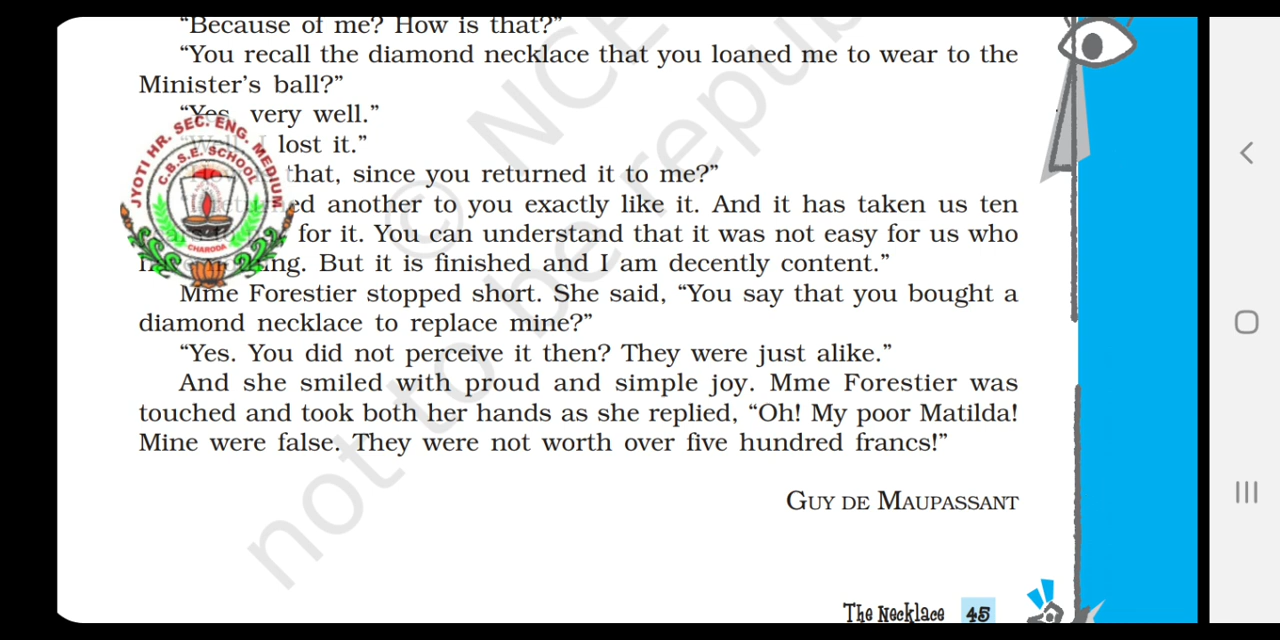 "Because of me? How is that?"
"You recall the diamond necklace that you loaned me to wear to the
Minister's ball?"
"Yes, very well."
"Well, I lost it."
that, since you returned it to me?"
another to you exactly like it. And it has taken us ten
for it. You can understand that it was not easy for us who
But it is finished and I am decently content."
Mme Forestier stopped short. She said, "You say that you bought a
diamond necklace to replace mine?"
"Yes. You did not perceive it then? They were just alike."
And she smiled with proud and simple joy. Mme Forestier was
touched and took both her hands as she replied, "Oh! My poor Matilda!
Mine were false. They were not worth over five hundred francs!"
GUY DE MAUPASSANT
The Necklace 45
JYOTI HR. SEC. ENG. MEDIUM
C.B.S.E. SCHOOL
CHARODA
© NCE
not to be republ